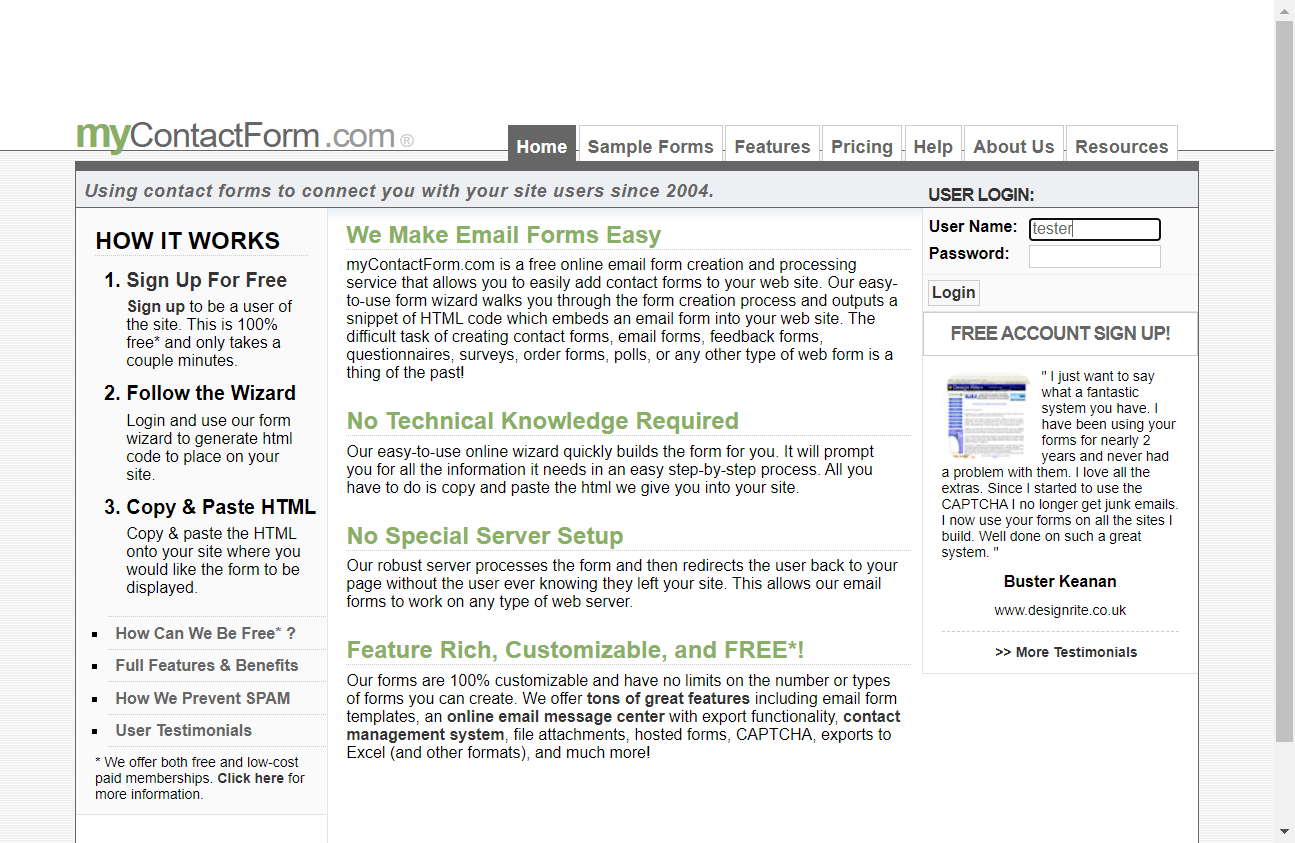 myContactForm.com ®
Home
Sample Forms
Features
Pricing
Help
About Us
Resources
Using contact forms to connect you with your site users since 2004.
USER LOGIN:
User Name: tester
Password:
Login
FREE ACCOUNT SIGN UP!
" I just want to say
what a fantastic
system you have. I
have been using your
forms for nearly 2
years and never had
a problem with them. I love all the
extras. Since I started to use the
CAPTCHA I no longer get junk emails.
I now use your forms on all the sites I
build. Well done on such a great
system. "
Buster Keanan
www.designrite.co.uk
>> More Testimonials
HOW IT WORKS
1. Sign Up For Free
Sign up to be a user of
the site. This is 100%
free* and only takes a
couple minutes.
2. Follow the Wizard
Login and use our form
wizard to generate html
code to place on your
site.
3. Copy & Paste HTML
Copy & paste the HTML
onto your site where you
would like the form to be
displayed.
How Can We Be Free* ?
Full Features & Benefits
How We Prevent SPAM
User Testimonials
* We offer both free and low-cost
paid memberships. Click here for
more information.
We Make Email Forms Easy
myContactForm.com is a free online email form creation and processing
service that allows you to easily add contact forms to your web site. Our easy-
to-use form wizard walks you through the form creation process and outputs a
snippet of HTML code which embeds an email form into your web site. The
difficult task of creating contact forms, email forms, feedback forms,
questionnaires, surveys, order forms, polls, or any other type of web form is a
thing of the past!
No Technical Knowledge Required
Our easy-to-use online wizard quickly builds the form for you. It will prompt
you for all the information it needs in an easy step-by-step process. All you
have to do is copy and paste the html we give you into your site.
No Special Server Setup
Our robust server processes the form and then redirects the user back to your
page without the user ever knowing they left your site. This allows our email
forms to work on any type of web server.
Feature Rich, Customizable, and FREE*!
Our forms are 100% customizable and have no limits on the number or types
of forms you can create. We offer tons of great features including email form
templates, an online email message center with export functionality, contact
management system, file attachments, hosted forms, CAPTCHA, exports to
Excel (and other formats), and much more!